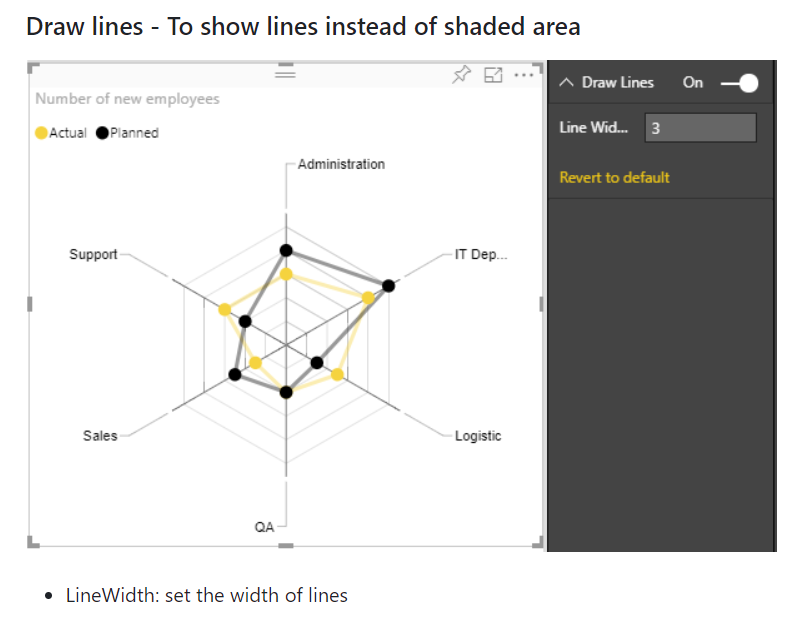 Draw lines - To show lines instead of shaded area
Number of new employees
Actual Planned
Administration
Support
IT Dep...
Sales
Logistic
QA
Draw Lines On
Line Wid... 3
Revert to default
• LineWidth: set the width of lines